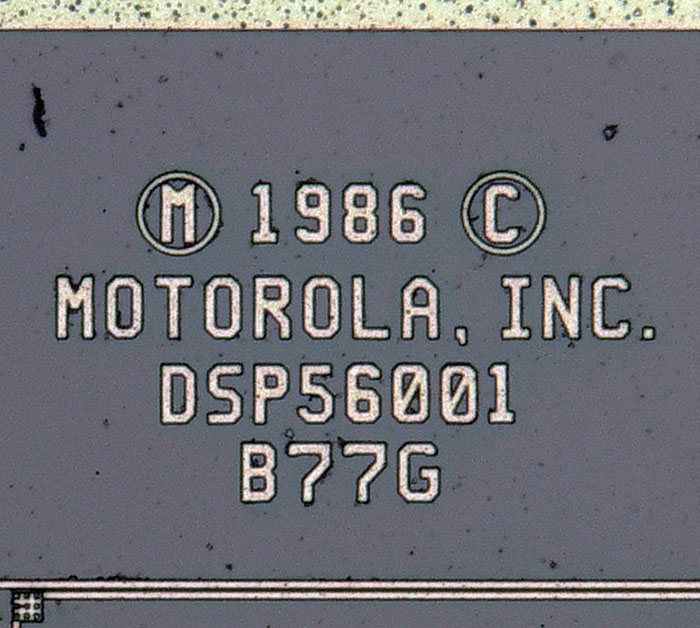 Ⓜ 1986 ©
MOTOROLA, INC.
DSP56001
B77G